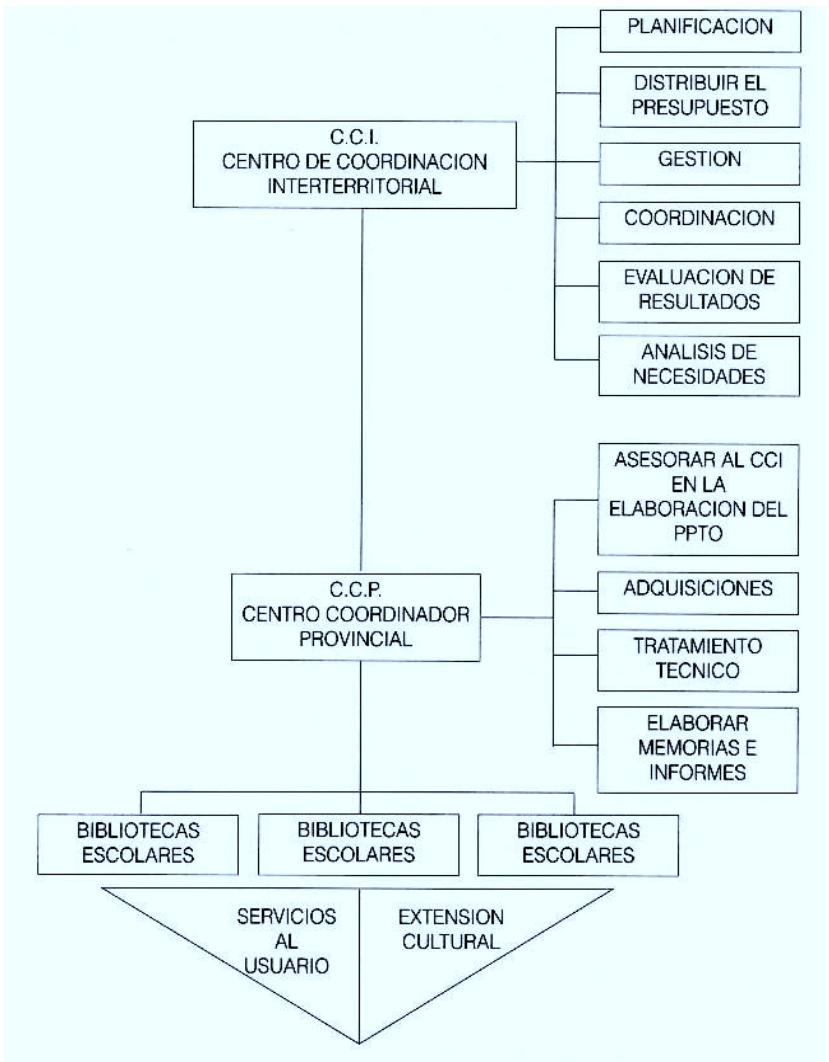 PLANIFICACION
DISTRIBUIR EL
PRESUPUESTO
C.C.I.
CENTRO DE COORDINACION
INTERTERRITORIAL
GESTION
COORDINACION
EVALUACION DE
RESULTADOS
ANALISIS DE
NECESIDADES
ASESORAR AL CCI
EN LA
ELABORACION DEL
PPTO
C.C.P.
CENTRO COORDINADOR
PROVINCIAL
ADQUISICIONES
TRATAMIENTO
TECNICO
ELABORAR
MEMORIAS E
INFORMES
BIBLIOTECAS
ESCOLARES
BIBLIOTECAS
ESCOLARES
BIBLIOTECAS
ESCOLARES
SERVICIOS
AL
USUARIO
EXTENSION
CULTURAL